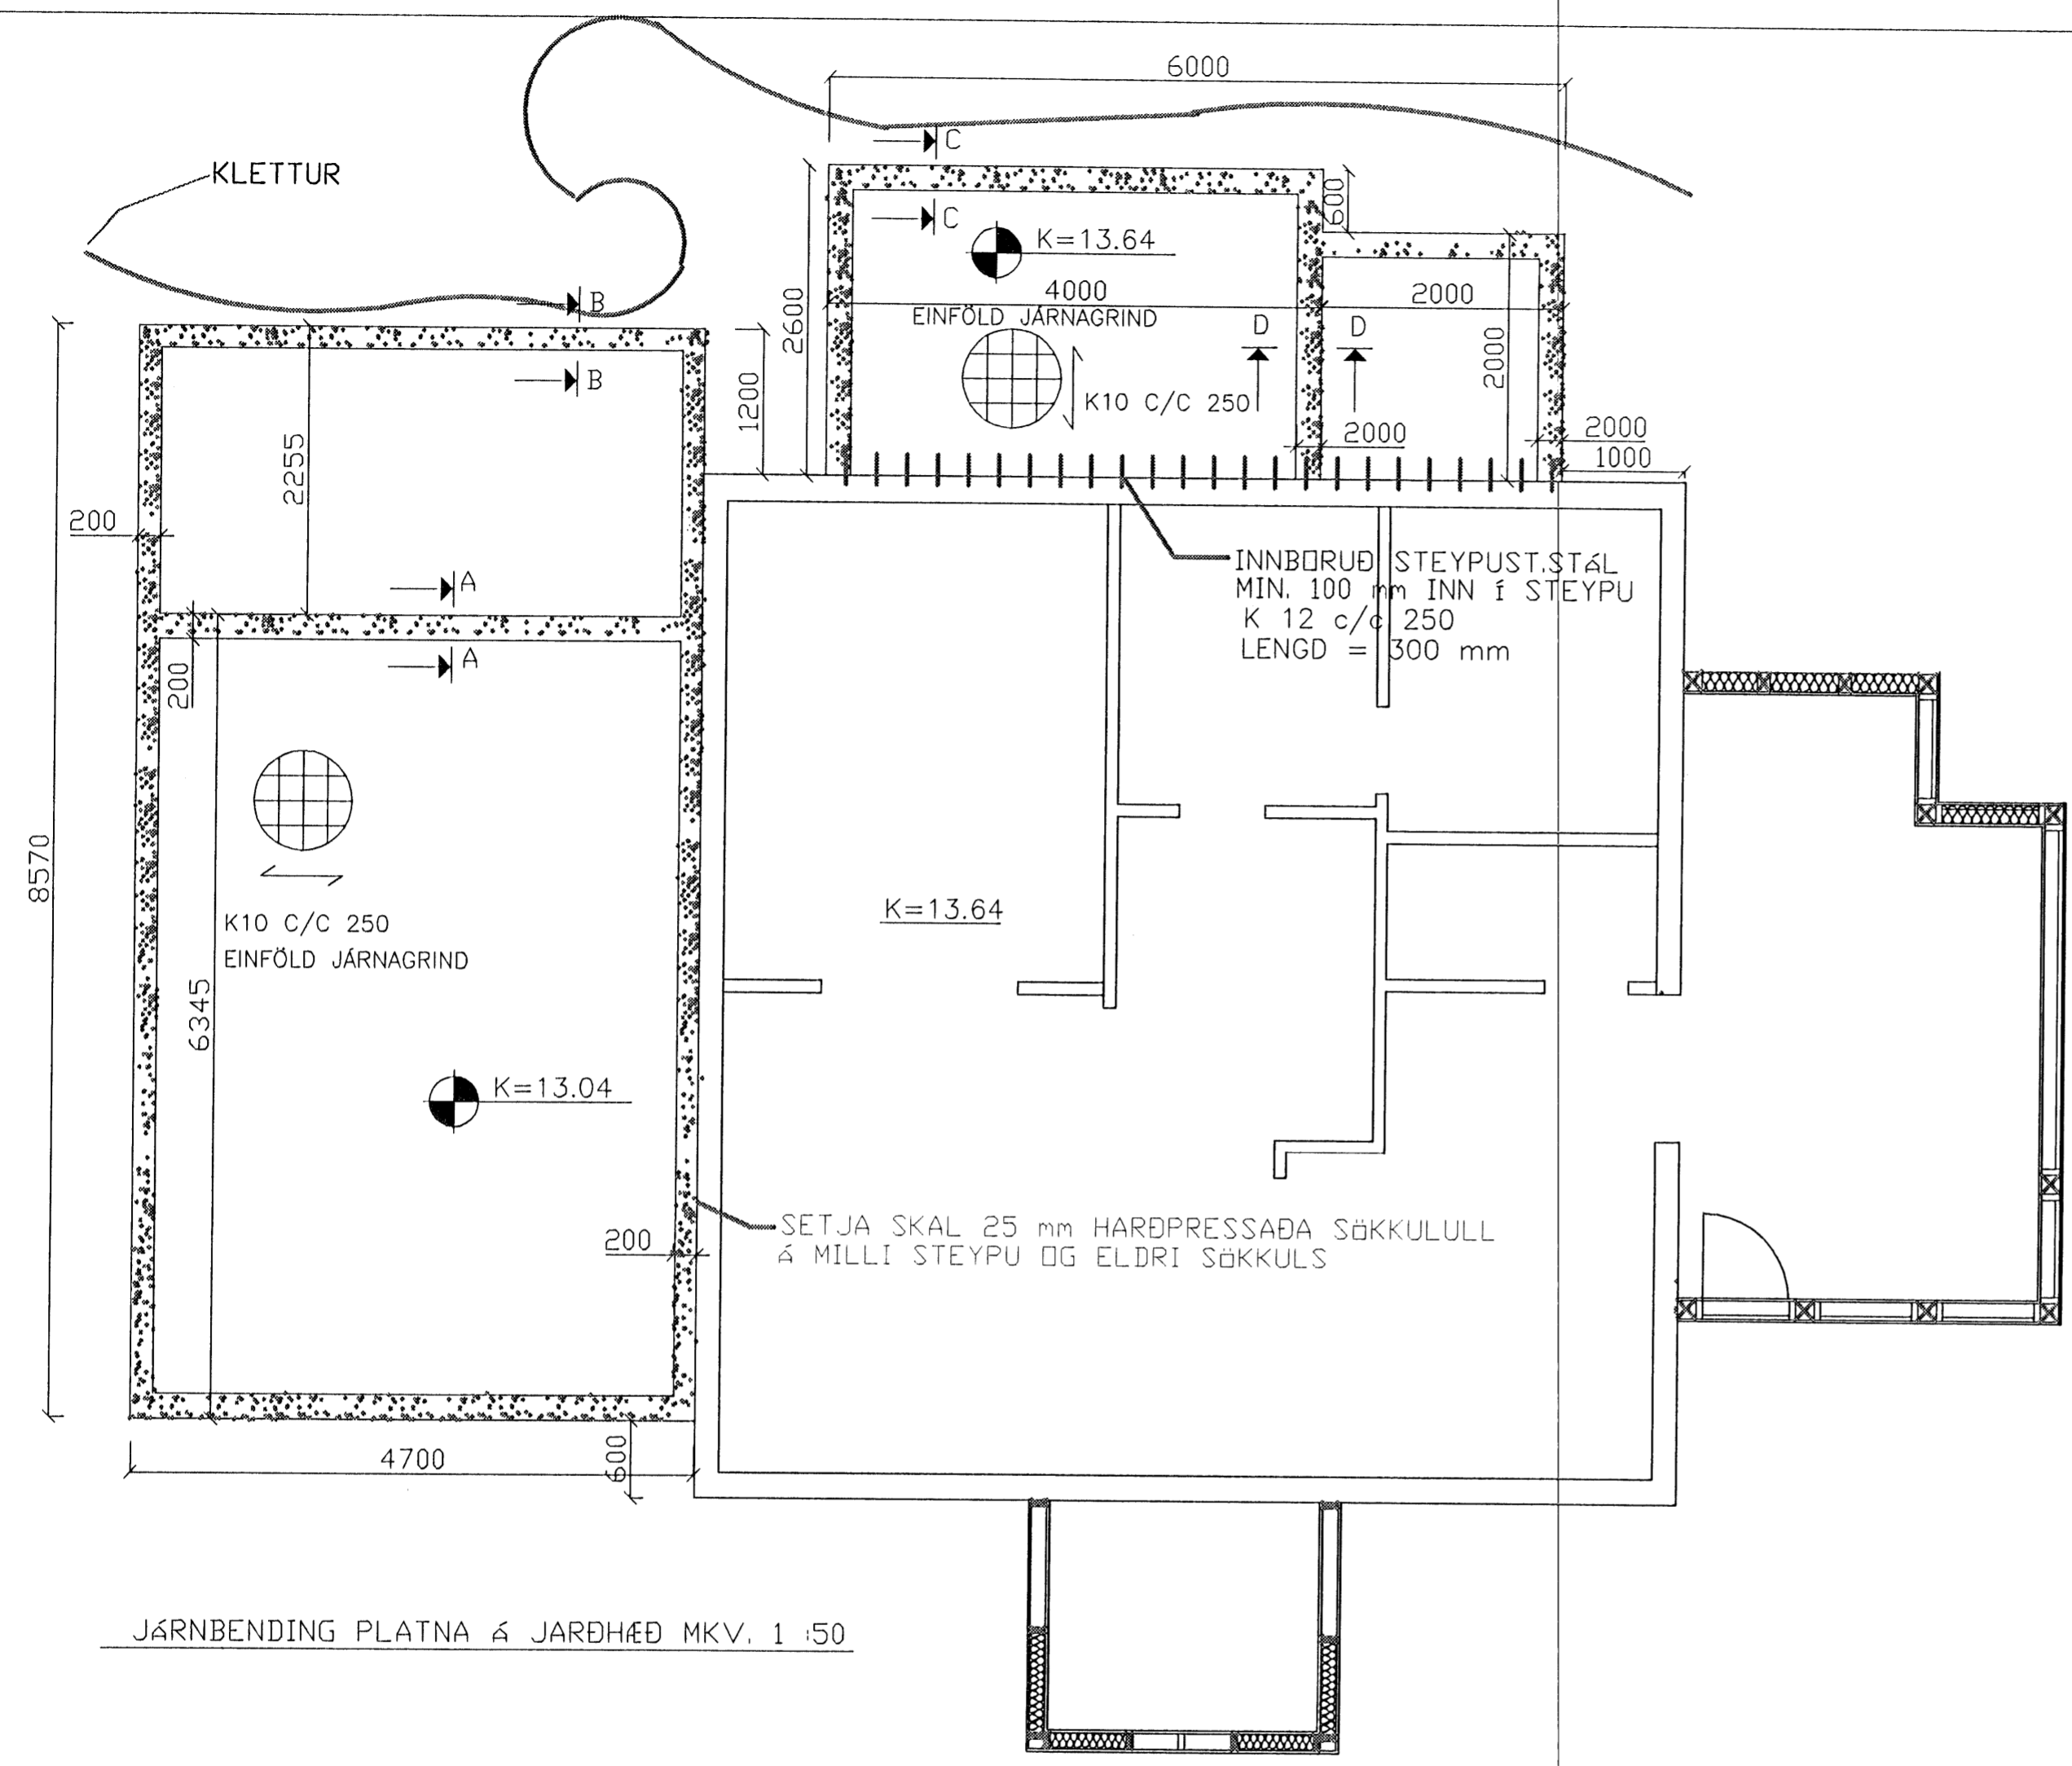 6000
C
KLETTUR
C
600
K=13.64
B
4000
2000
2600
EINFÖLD JÁRNAGRIND
D
D
2000
B
1200
K10 C/C 250
2000
2000
1000
2255
200
INNBORUÐ STEYPUST.STÁL
MIN. 100 mm INN Í STEYPU
K 12 c/c 250
LENGD = 300 mm
A
A
200
8570
K10 C/C 250
EINFÖLD JÁRNAGRIND
K=13.64
6345
K=13.04
200
SETJA SKAL 25 mm HARÐPRESSAÐA SÖKKULULL
Á MILLI STEYPU OG ELDRI SÖKKULS
4700
600
JÁRNBENDING PLATNA Á JARÐHÆÐ MKV. 1 :50